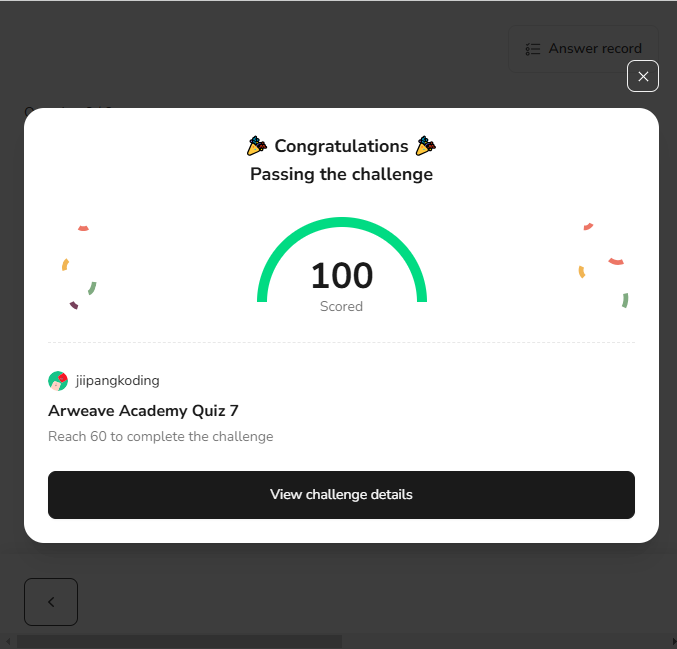 Answer record
Congratulations
Passing the challenge
100
Scored
jiipangkoding
Arweave Academy Quiz 7
Reach 60 to complete the challenge
View challenge details